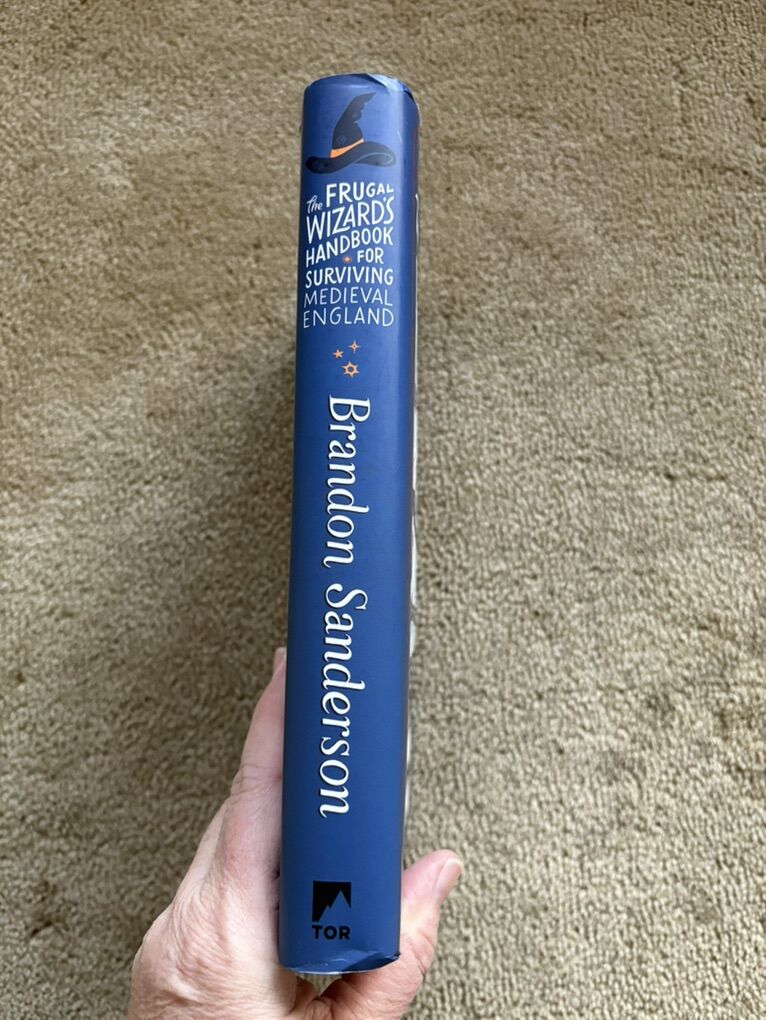 the FRUGAL
WIZARD'S
HANDBOOK
FOR
SURVIVING
MEDIEVAL
ENGLAND
Brandon Sanderson
TOR